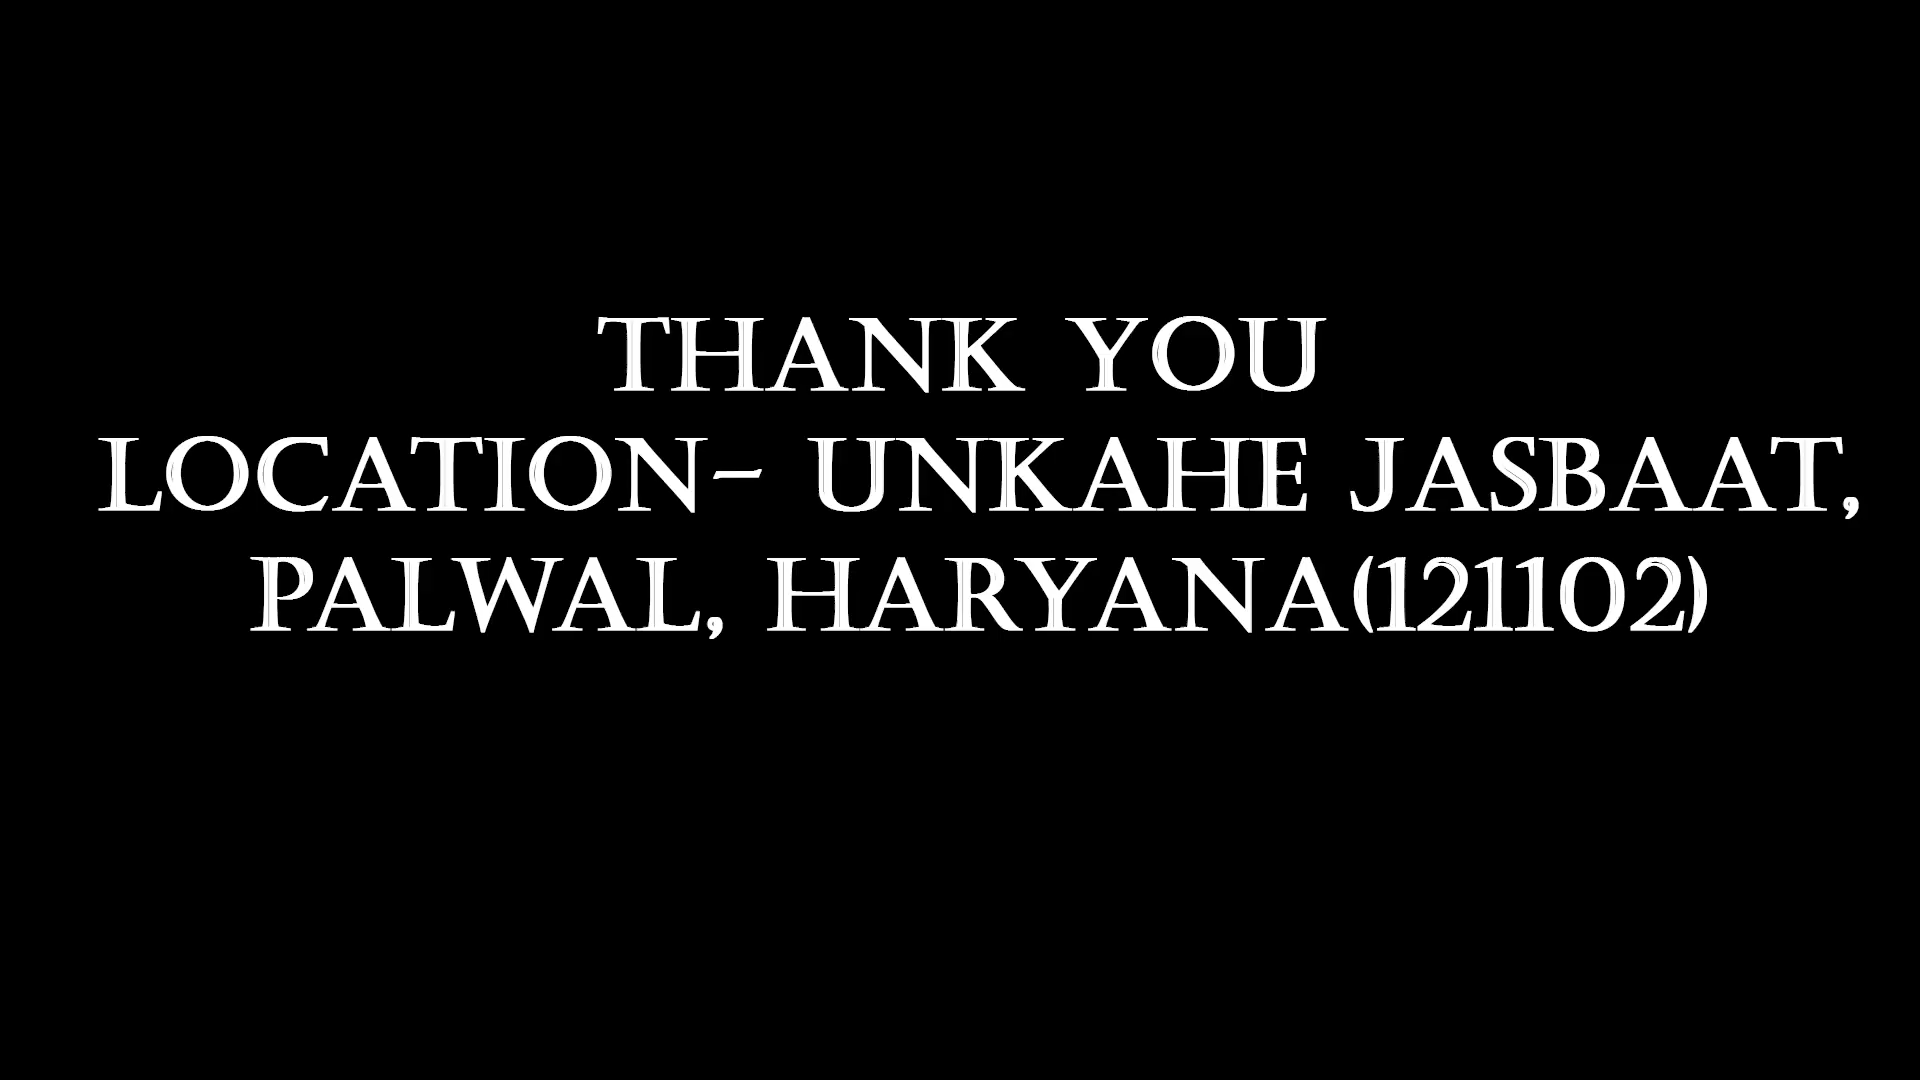 THANK YOU
LOCATION- UNKAHE JASBAAT,
PALWAL, HARYANA(121102)